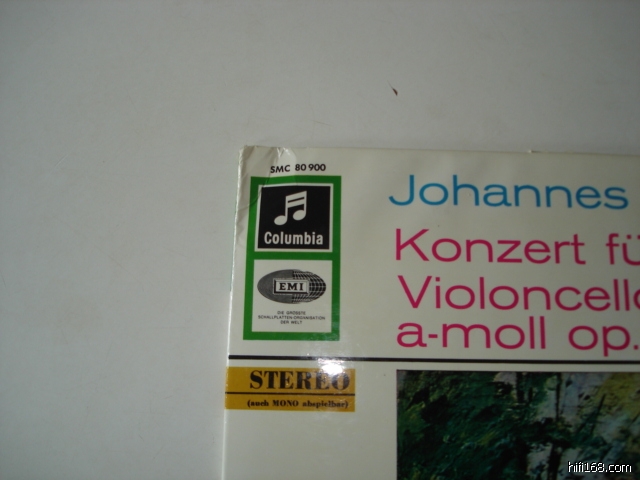 SMC 80 900
Columbia
EMI
DIE GRÖSSTE
SCHALLPLATTEN-ORGANISATION
DER WELT
STEREO
(auch MONO abspielbar)
Johannes
Konzert fü
Violoncello
a-moll op.
hifi168.com